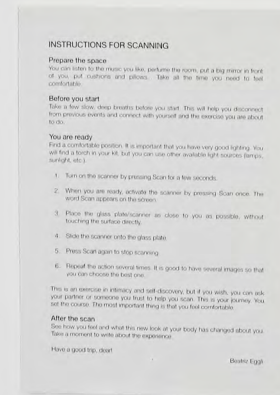 INSTRUCTIONS FOR SCANNING
Prepare the space
You can listen to the music you like, perfume the room, put a big mirror in front
of you, put cushions and pillows. Take all the time you need to feel
comfortable.
Before you start
Take a few slow, deep breaths before you start. This will help you disconnect
from previous events and connect with yourself and the exercise you are about
to do.
You are ready
Find a comfortable position. It is important that you have very good lighting. You
will find a torch in your kit, but you can use other available light sources (lamps,
sunlight, etc.)
1. Turn on the scanner by pressing Scan for a few seconds.
2. When you are ready, activate the scanner by pressing Scan once. The
word Scan appears on the screen.
3. Place the glass plate/scanner as close to you as possible, without
touching the surface directly.
4. Slide the scanner onto the glass plate.
5. Press Scan again to stop scanning.
6. Repeat the action several times. It is good to have several images so that
you can choose the best one.
This is an exercise in intimacy and self-discovery, but if you wish, you can ask
your partner or someone you trust to help you scan. This is your journey. You
set the course. The most important thing is that you feel comfortable.
After the scan
See how you feel and what this new look at your body has changed about you.
Take a moment to write about the experience.
Have a good trip, dear!
Beatriz Eggli